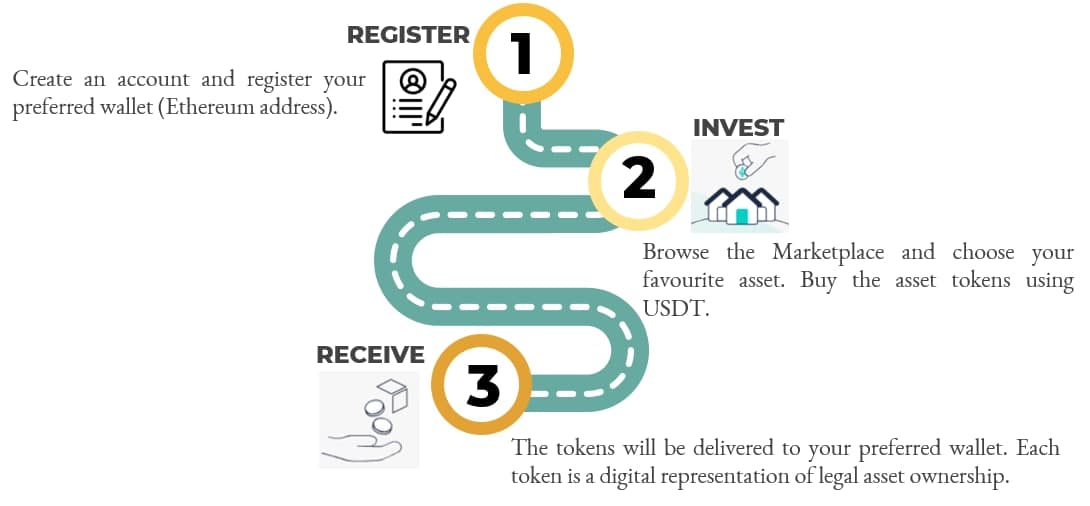 REGISTER
1
Create an account and register your
preferred wallet (Ethereum address).
INVEST
2
Browse the Marketplace and choose your
favourite asset. Buy the asset tokens using
USDT.
RECEIVE
3
The tokens will be delivered to your preferred wallet. Each
token is a digital representation of legal asset ownership.